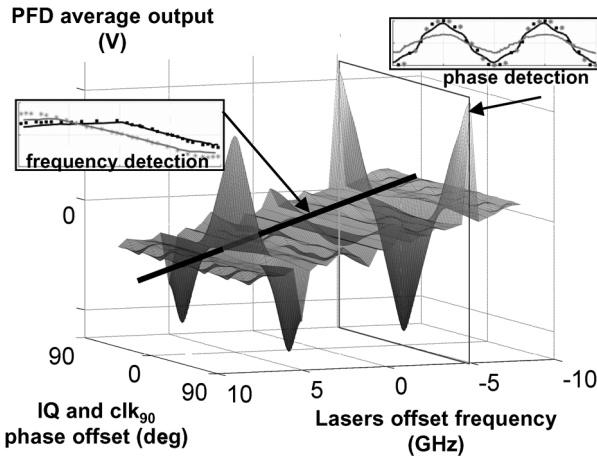 PFD average output
(V)
phase detection
frequency detection
0
90
0
90
10
5
0
-5
-10
IQ and clk90
phase offset (deg)
Lasers offset frequency
(GHz)